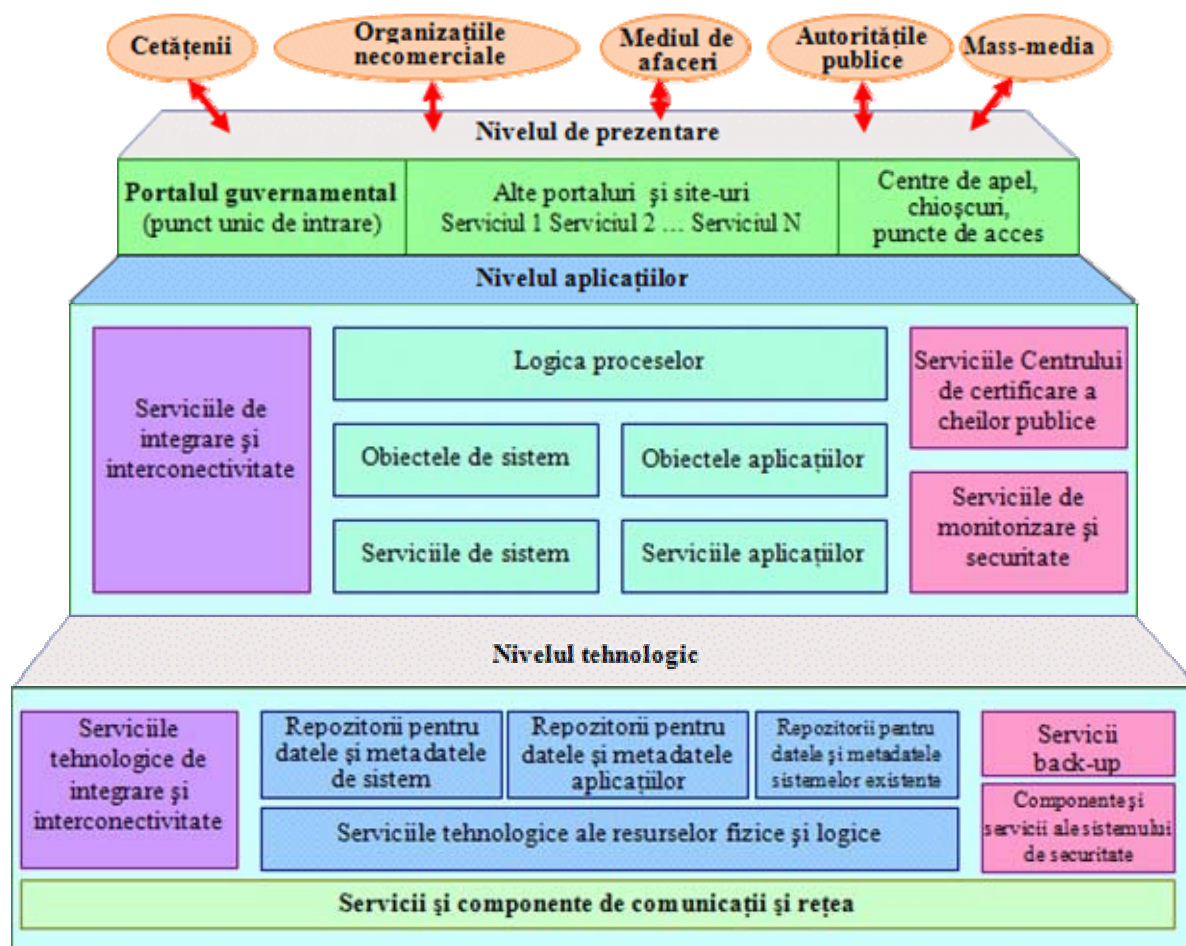 Cetățenii
Organizațiile
necomerciale
Mediul de
afaceri
Autoritățile
publice
Mass-media
Nivelul de prezentare
Portalul guvernamental
(punct unic de intrare)
Alte portaluri și site-uri
Serviciul 1 Serviciul 2 ... Serviciul N
Centre de apel,
chioșcuri,
puncte de acces
Nivelul aplicațiilor
Serviciile de
integrare și
interconectivitate
Logica proceselor
Obiectele de sistem
Obiectele aplicațiilor
Serviciile de sistem
Serviciile aplicațiilor
Serviciile Centrului
de certificare a
cheilor publice
Serviciile de
monitorizare și
securitate
Nivelul tehnologic
Serviciile
tehnologice de
integrare și
interconectivitate
Repozitorii pentru
datele și metadatele
de sistem
Repozitorii pentru
datele și metadatele
aplicațiilor
Repozitorii pentru
datele și metadatele
sistemelor existente
Serviciile tehnologice ale resurselor fizice și logice
Servicii
back-up
Componente și
servicii ale sistemului
de securitate
Servicii și componente de comunicații și rețea